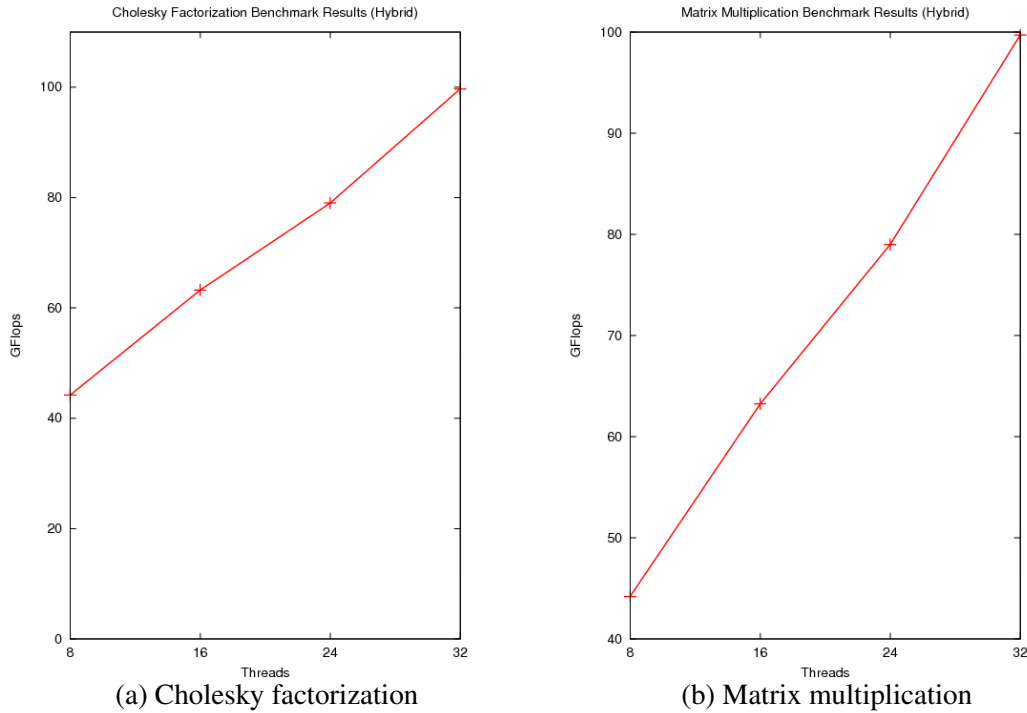 Cholesky Factorization Benchmark Results (Hybrid)
100
80
60
40
20
0
GFlops
8 16 24 32
Threads
(a) Cholesky factorization
Matrix Multiplication Benchmark Results (Hybrid)
100
90
80
70
60
50
40
GFlops
8 16 24 32
Threads
(b) Matrix multiplication